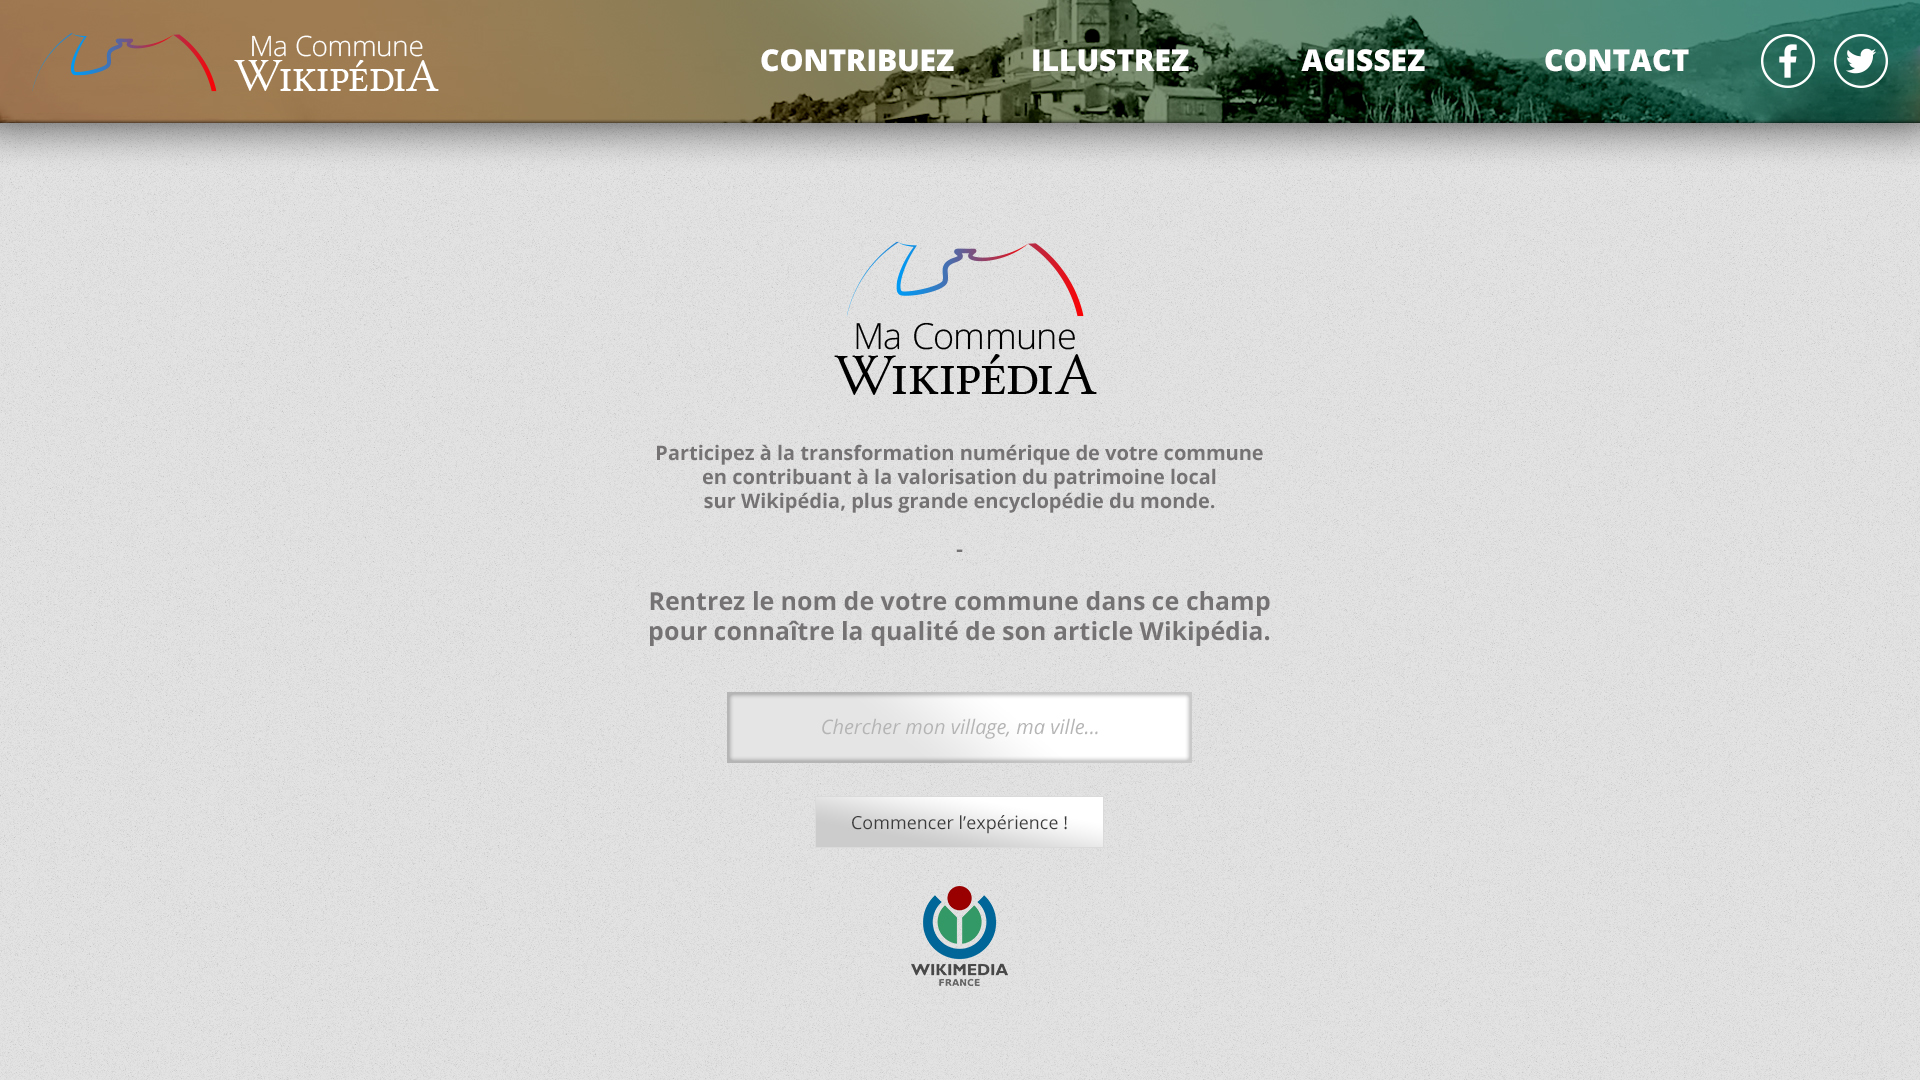 Ma Commune
WIKIPÉDIA
CONTRIBUEZ
ILLUSTREZ
AGISSEZ
CONTACT
Ma Commune
WIKIPÉDIA
Participez à la transformation numérique de votre commune
en contribuant à la valorisation du patrimoine local
sur Wikipédia, plus grande encyclopédie du monde.
-
Rentrez le nom de votre commune dans ce champ
pour connaître la qualité de son article Wikipédia.
Chercher mon village, ma ville...
Commencer l’expérience !
WIKIMEDIA
FRANCE